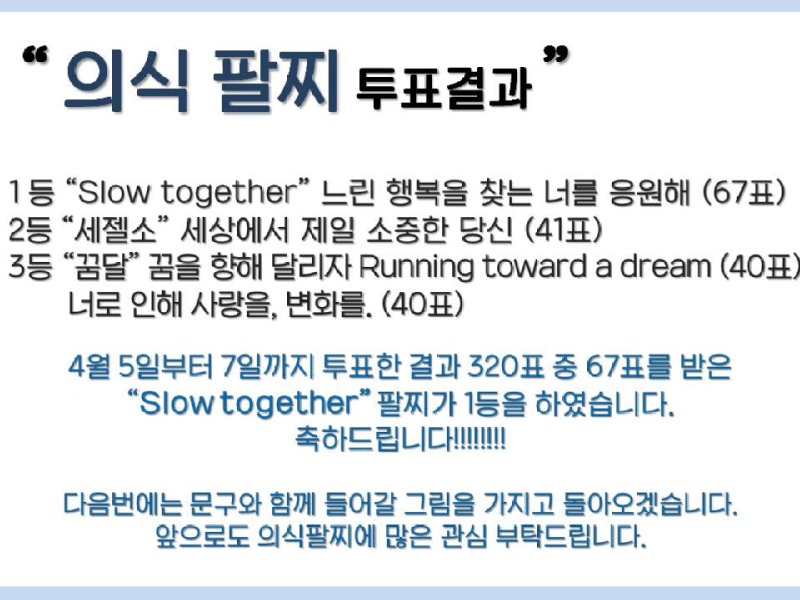 “ 의식 팔찌 투표결과 ”
1등 “Slow together” 느린 행복을 찾는 너를 응원해 (67표)
2등 “세젤소” 세상에서 제일 소중한 당신 (41표)
3등 “꿈달” 꿈을 향해 달리자 Running toward a dream (40표)
너로 인해 사랑을, 변화를. (40표)
4월 5일부터 7일까지 투표한 결과 320표 중 67표를 받은
“Slow together” 팔찌가 1등을 하였습니다.
축하드립니다!!!!!!!!
다음번에는 문구와 함께 들어갈 그림을 가지고 돌아오겠습니다.
앞으로도 의식팔찌에 많은 관심 부탁드립니다.